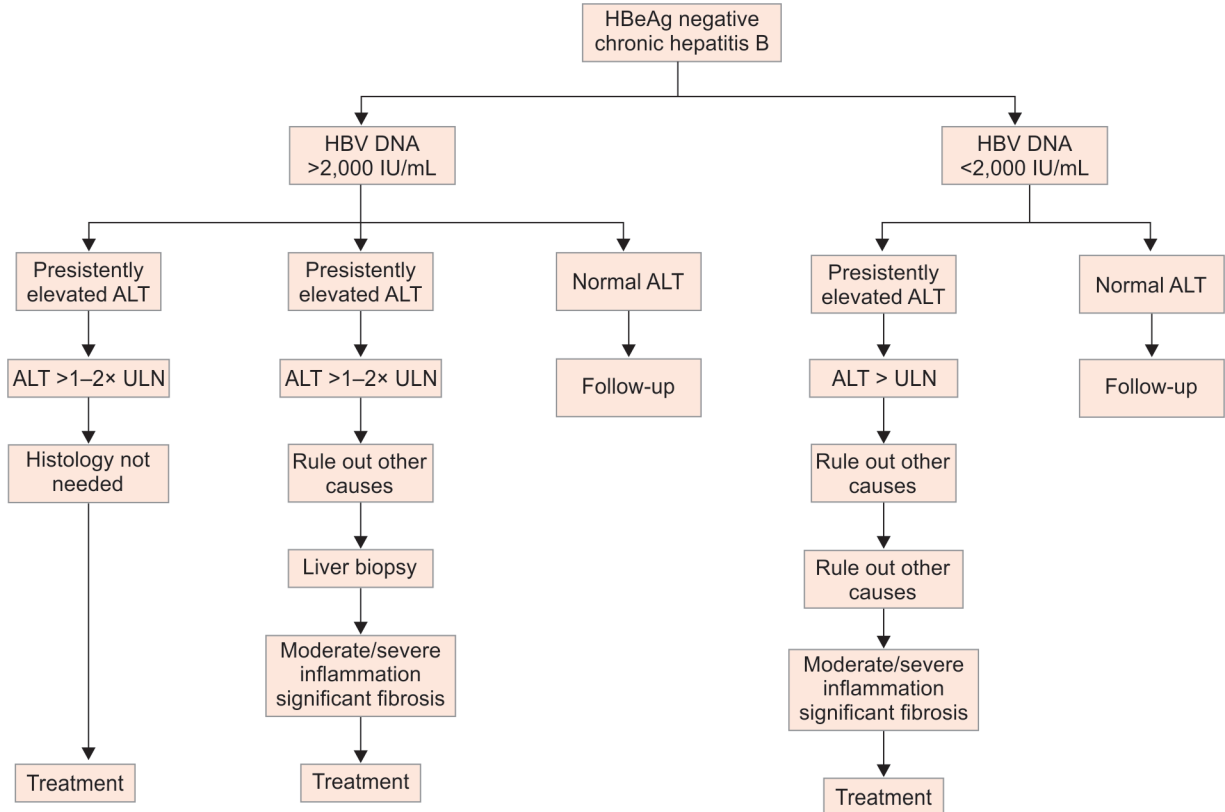 HBeAg negative
chronic hepatitis B
HBV DNA
>2,000 IU/mL
HBV DNA
<2,000 IU/mL
Presistently
elevated ALT
Presistently
elevated ALT
Normal ALT
Presistently
elevated ALT
Normal ALT
ALT >1–2× ULN
ALT >1–2× ULN
Follow-up
ALT > ULN
Follow-up
Histology not
needed
Rule out other
causes
Rule out other
causes
Liver biopsy
Rule out other
causes
Moderate/severe
inflammation
significant fibrosis
Moderate/severe
inflammation
significant fibrosis
Treatment
Treatment
Treatment